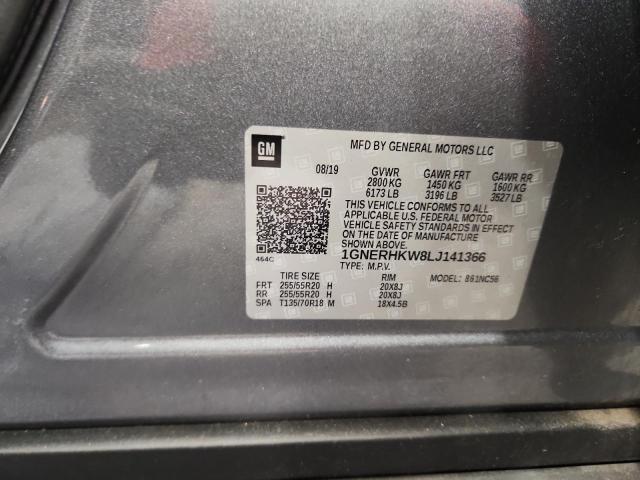 GM
MFD BY GENERAL MOTORS LLC
08/19 GVWR GAWR FRT GAWR RR
2800 KG 1450 KG 1600 KG
6173 LB 3196 LB 3527 LB
THIS VEHICLE CONFORMS TO ALL
APPLICABLE U.S. FEDERAL MOTOR
VEHICLE SAFETY STANDARDS IN EFFECT
ON THE DATE OF MANUFACTURE
SHOWN ABOVE.
464C
1GNERHKW8LJ141366
TYPE: M.P.V. MODEL: 861NC56
TIRE SIZE RIM
FRT 255/55R20 H 20X8J
RR 255/55R20 H 20X8J
SPA T135/70R18 M 18X4.5B